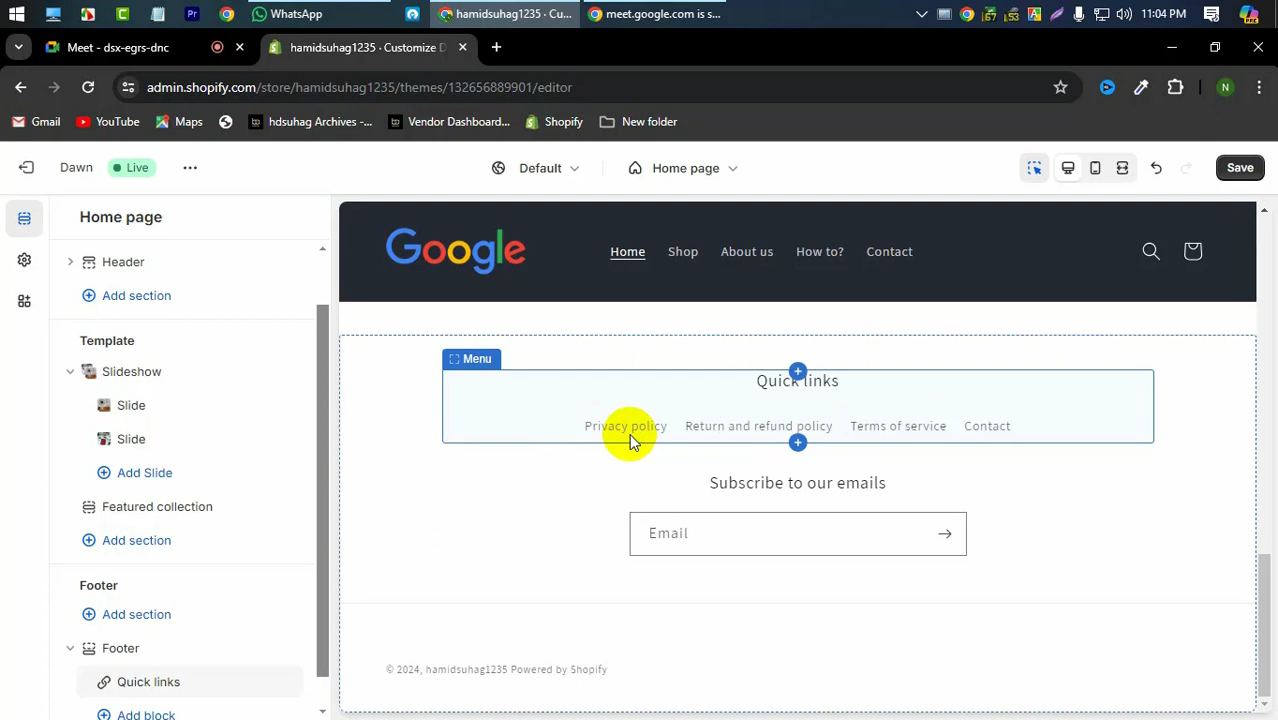 WhatsApp
hamidsuhag1235 · Cu...
meet.google.com is s...
67
53
11:04 PM
Meet - dsx-egrs-dnc
hamidsuhag1235 · Customize D
admin.shopify.com/store/hamidsuhag1235/themes/132656889901/editor
N
Gmail
YouTube
Maps
hdsuhag Archives -...
Vendor Dashboard...
Shopify
New folder
Dawn
Live
Default
Home page
Save
Home page
Header
Add section
Template
Slideshow
Slide
Slide
Add Slide
Featured collection
Add section
Footer
Add section
Footer
Quick links
Add block
Google
Home Shop About us How to? Contact
Menu
Quick links
Privacy policy Return and refund policy Terms of service Contact
Subscribe to our emails
Email
© 2024, hamidsuhag1235 Powered by Shopify